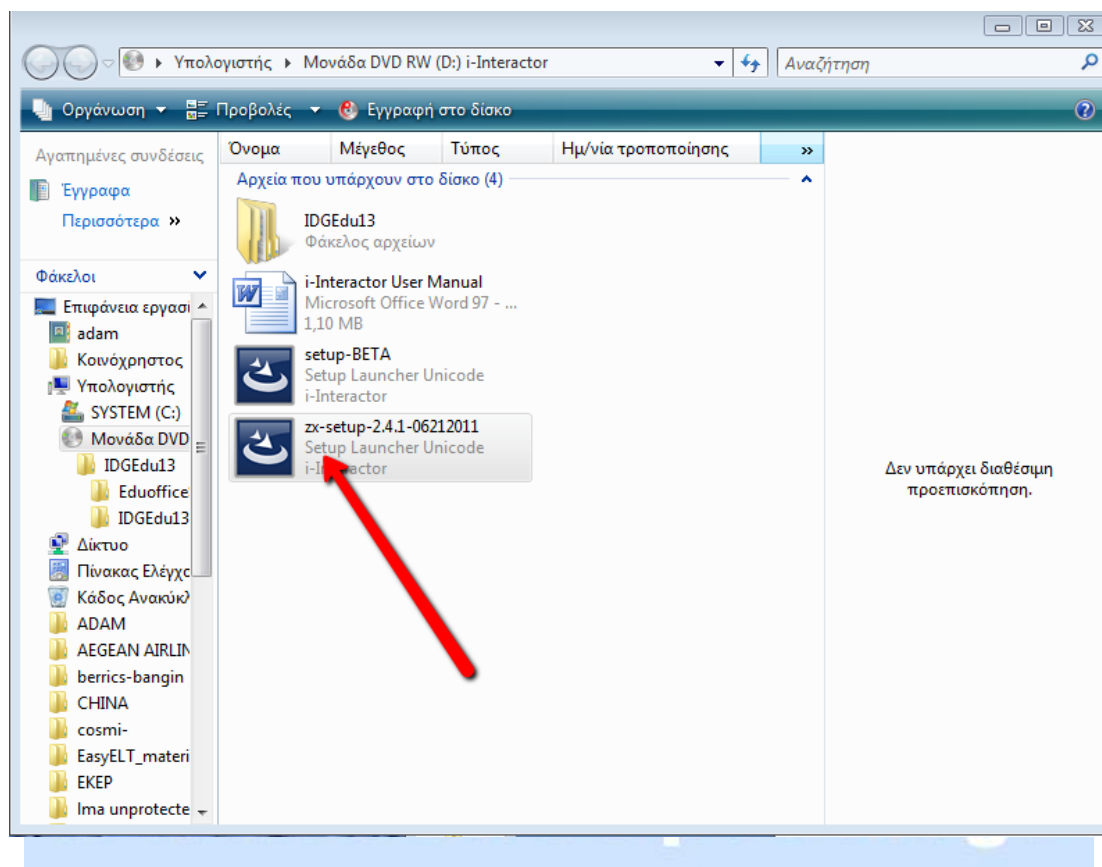 Υπολογιστής Μονάδα DVD RW (D:) i-Interactor
Αναζήτηση
Οργάνωση Προβολές Εγγραφή στο δίσκο
Αγαπημένες συνδέσεις
Έγγραφα
Περισσότερα »
Φάκελοι
Επιφάνεια εργασί
adam
Κοινόχρηστος
Υπολογιστής
SYSTEM (C:)
Μονάδα DVD
IDGEdu13
Eduoffice
IDGEdu13
Δίκτυο
Πίνακας Ελέγχο
Κάδος Ανακύκλ
ADAM
AEGEAN AIRLIN
berrics-bangin
CHINA
cosmi-
EasyELT_materi
EKEP
Ima unprotecte
Όνομα Μέγεθος Τύπος Ημ/νία τροποποίησης »
Αρχεία που υπάρχουν στο δίσκο (4)
IDGEdu13
Φάκελος αρχείων
i-Interactor User Manual
Microsoft Office Word 97 - ...
1,10 MB
setup-BETA
Setup Launcher Unicode
i-Interactor
zx-setup-2.4.1-06212011
Setup Launcher Unicode
i-Interactor
Δεν υπάρχει διαθέσιμη
προεπισκόπηση.